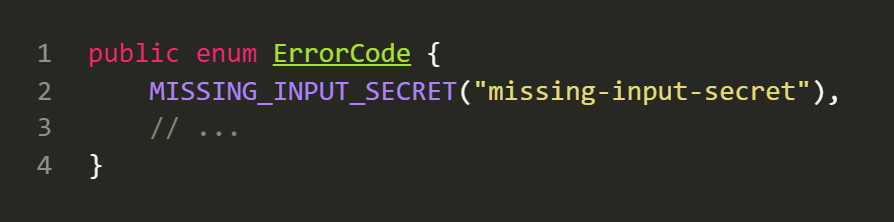 1 public enum ErrorCode {
2     MISSING_INPUT_SECRET("missing-input-secret"),
3     // ...
4 }